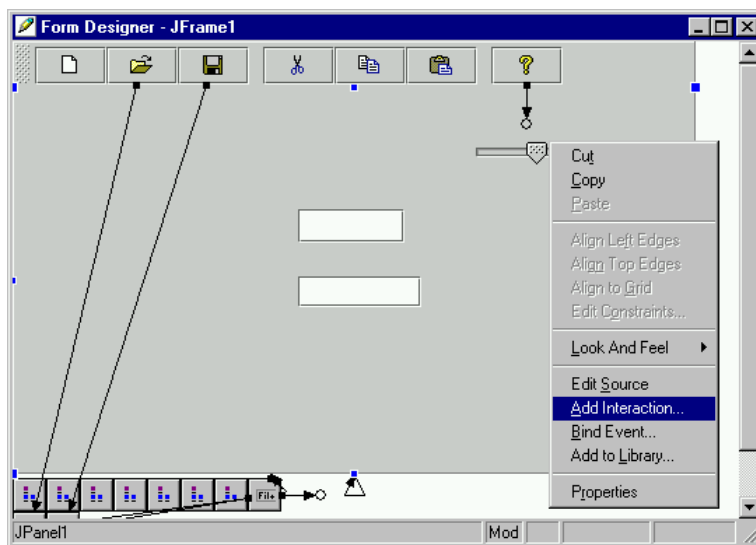 Form Designer - JFrame1
Cut
Copy
Paste
Align Left Edges
Align Top Edges
Align to Grid
Edit Constraints...
Look And Feel
Edit Source
Add Interaction...
Bind Event...
Add to Library...
Properties
JPanel1
Mod